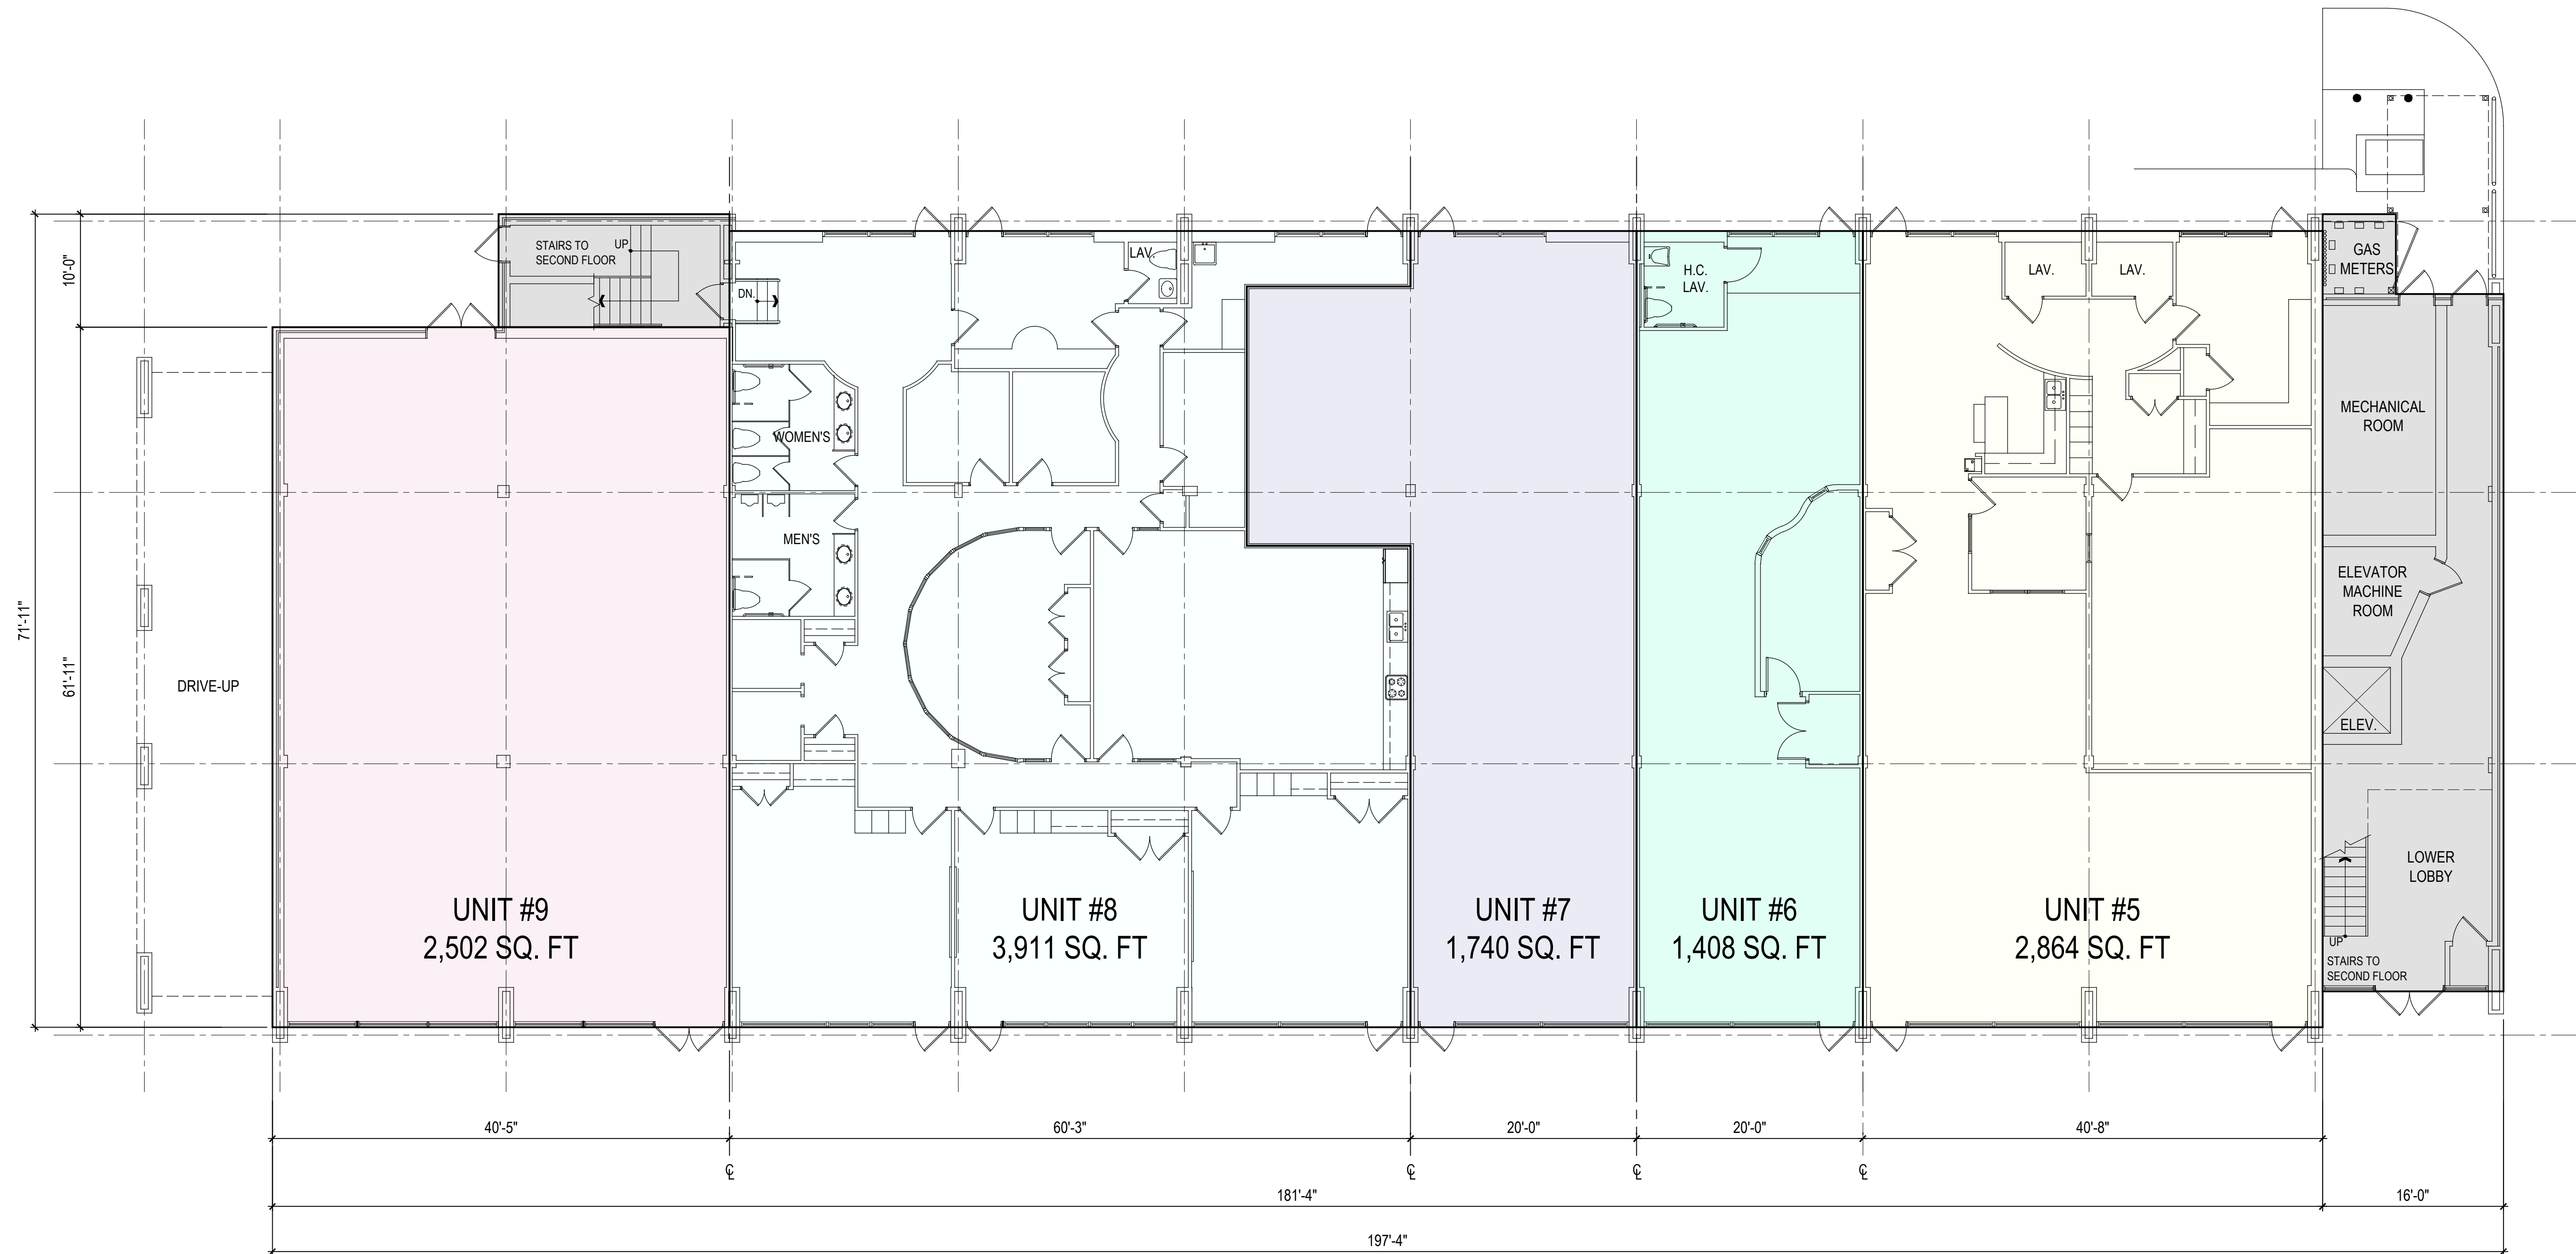 STAIRS TO
SECOND FLOOR
UP
DN.
LAV.
H.C.
LAV.
LAV.
LAV.
GAS
METERS
10'-0"
71'-11"
61'-11"
DRIVE-UP
WOMEN'S
MEN'S
MECHANICAL
ROOM
ELEVATOR
MACHINE
ROOM
ELEV.
LOWER
LOBBY
UP
STAIRS TO
SECOND FLOOR
UNIT #9
2,502 SQ. FT
UNIT #8
3,911 SQ. FT
UNIT #7
1,740 SQ. FT
UNIT #6
1,408 SQ. FT
UNIT #5
2,864 SQ. FT
40'-5"
60'-3"
20'-0"
20'-0"
40'-8"
℄
℄
℄
℄
181'-4"
16'-0"
197'-4"